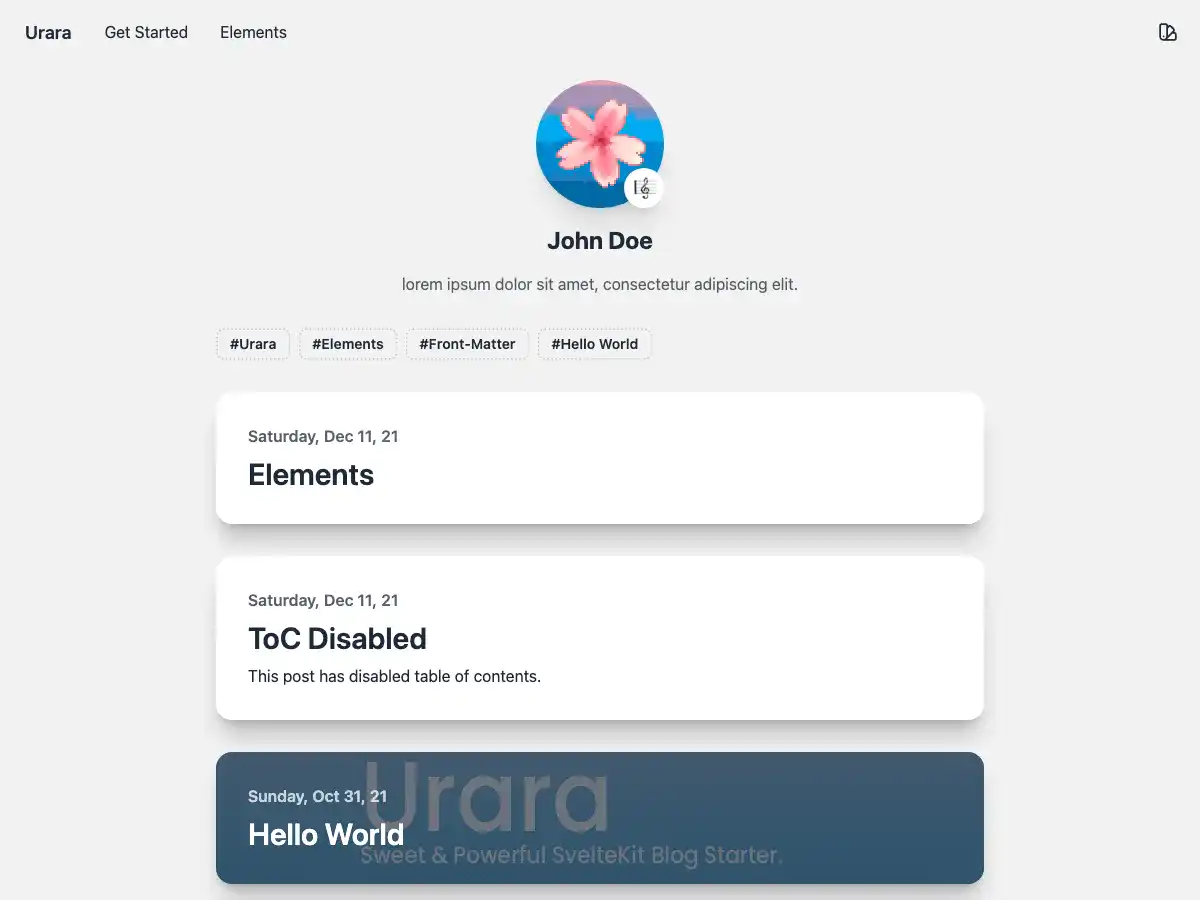 Urara
Get Started
Elements
John Doe
lorem ipsum dolor sit amet, consectetur adipiscing elit.
#Urara
#Elements
#Front-Matter
#Hello World
Saturday, Dec 11, 21
Elements
Saturday, Dec 11, 21
ToC Disabled
This post has disabled table of contents.
Urara
Sunday, Oct 31, 21
Hello World
Sweet & Powerful SvelteKit Blog Starter.